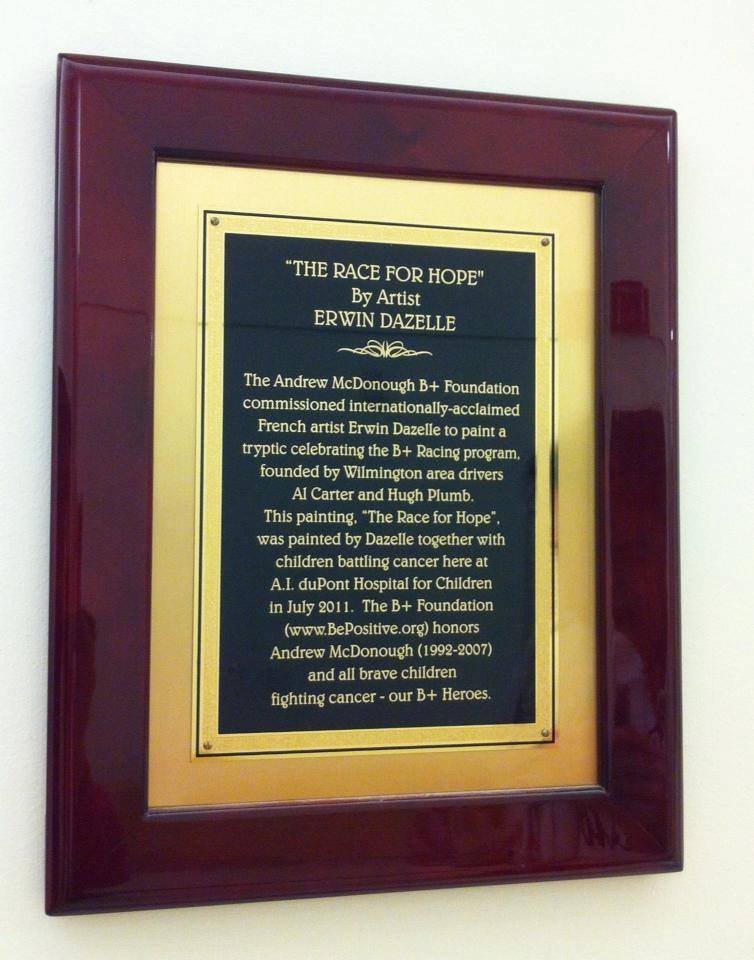 “THE RACE FOR HOPE"
By Artist
ERWIN DAZELLE
The Andrew McDonough B+ Foundation
commissioned internationally-acclaimed
French artist Erwin Dazelle to paint a
tryptic celebrating the B+ Racing program,
founded by Wilmington area drivers
Al Carter and Hugh Plumb.
This painting, “The Race for Hope”,
was painted by Dazelle together with
children battling cancer here at
A.I. duPont Hospital for Children
in July 2011. The B+ Foundation
(www.BePositive.org) honors
Andrew McDonough (1992-2007)
and all brave children
fighting cancer - our B+ Heroes.